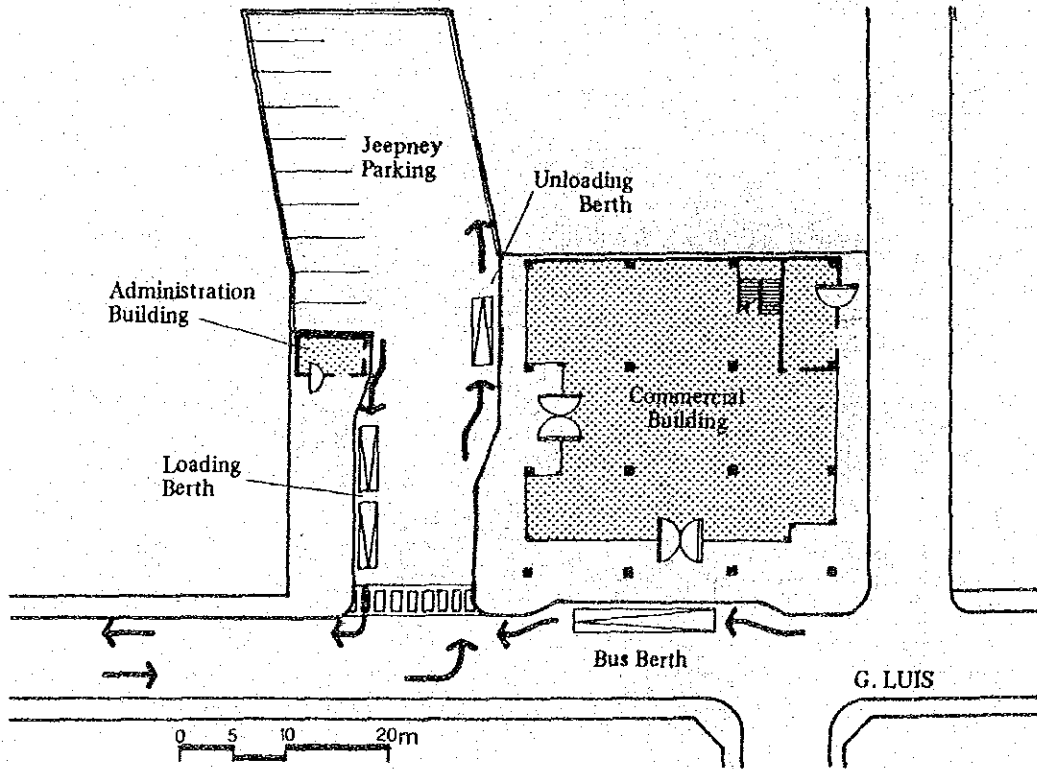 Jeepney
Parking
Unloading
Berth
Administration
Building
Commercial
Building
Loading
Berth
Bus Berth
G. LUIS
0 5 10 20m